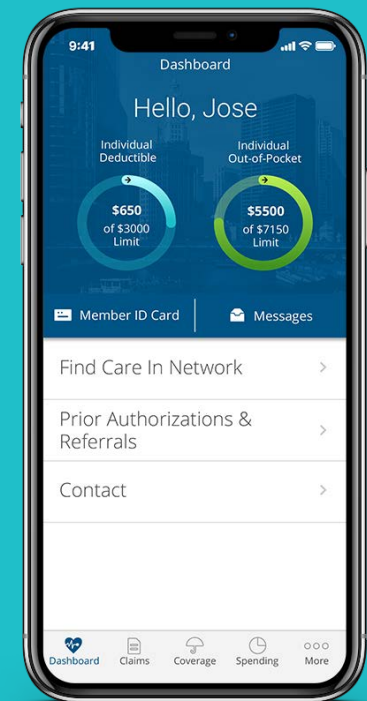 9:41
Dashboard
Hello, Jose
Individual
Deductible
$650
of $3000
Limit
Individual
Out-of-Pocket
$5500
of $7150
Limit
Member ID Card
Messages
Find Care In Network
Prior Authorizations &
Referrals
Contact
Dashboard
Claims
Coverage
Spending
More